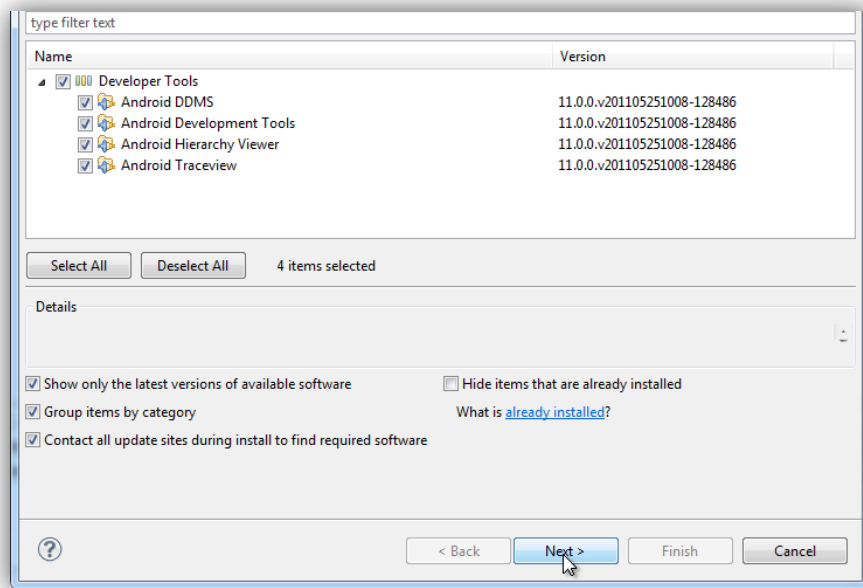 type filter text
Name Version
Developer Tools
Android DDMS 11.0.0.v201105251008-128486
Android Development Tools 11.0.0.v201105251008-128486
Android Hierarchy Viewer 11.0.0.v201105251008-128486
Android Traceview 11.0.0.v201105251008-128486
Select All Deselect All 4 items selected
Details
Show only the latest versions of available software Hide items that are already installed
Group items by category What is already installed?
Contact all update sites during install to find required software
? < Back Next > Finish Cancel